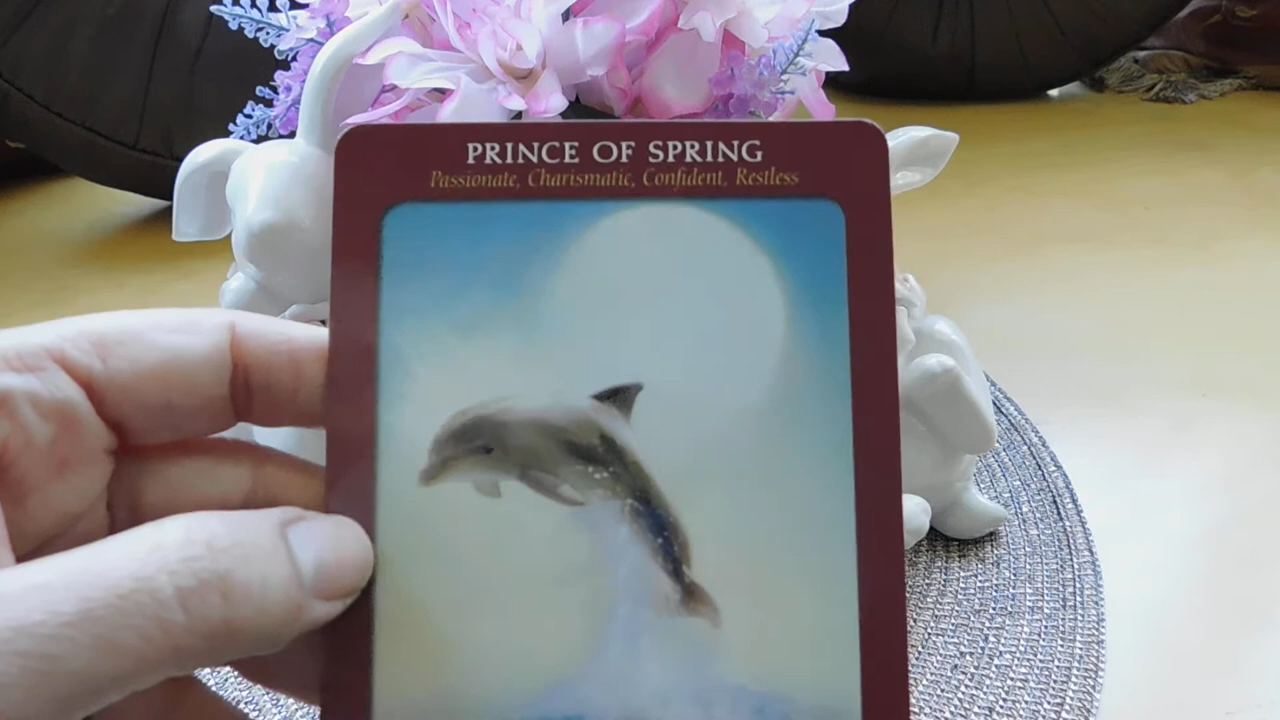 PRINCE OF SPRING
Passionate, Charismatic, Confident, Restless